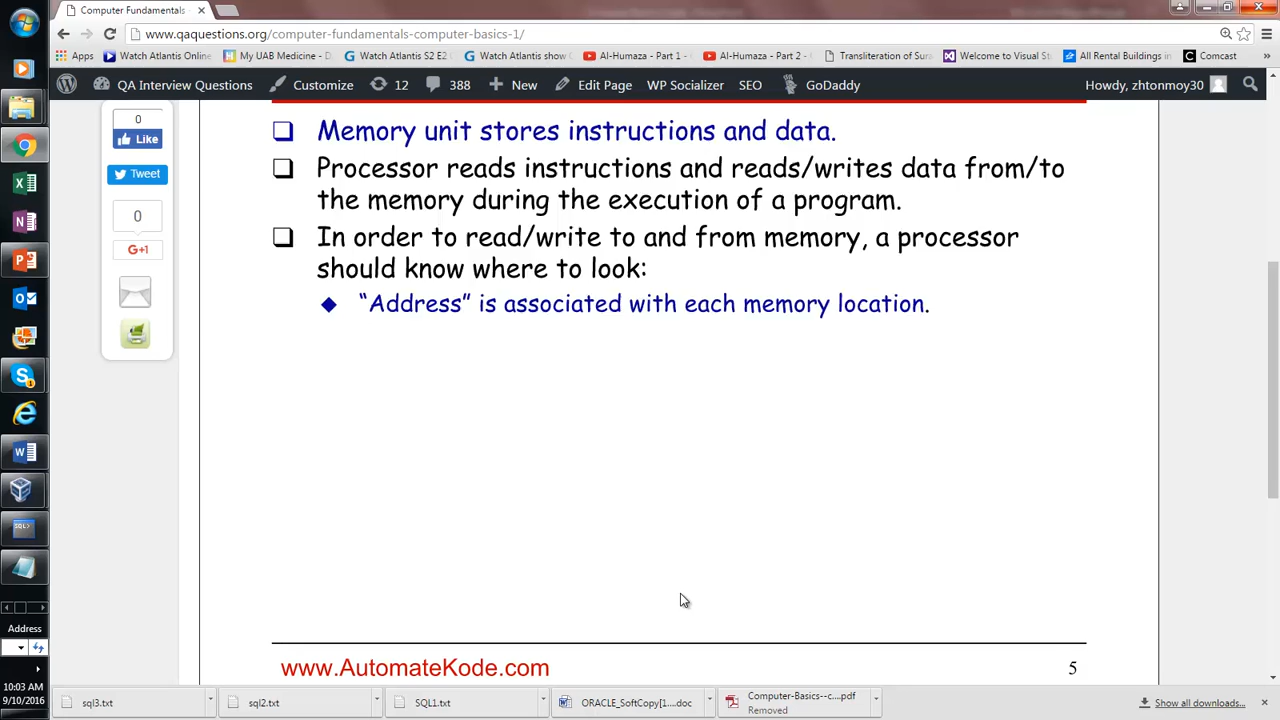 Computer Fundamentals -
www.qaquestions.org/computer-fundamentals-computer-basics-1/
Apps Watch Atlantis Online My UAB Medicine - Der Watch Atlantis S2 E2 Watch Atlantis show Al-Humaza - Part 1 - Al-Humaza - Part 2 - Transliteration of Sura Welcome to Visual St All Rental Buildings in Comcast
QA Interview Questions Customize 12 388 New Edit Page WP Socializer SEO GoDaddy Howdy, zhtonmoy30
0
Like
Tweet
0
G+1
❑ Memory unit stores instructions and data.
❑ Processor reads instructions and reads/writes data from/to
the memory during the execution of a program.
❑ In order to read/write to and from memory, a processor
should know where to look:
◆ “Address” is associated with each memory location.
www.AutomateKode.com 5
Address
10:03 AM
9/10/2016
sql3.txt sql2.txt SQL1.txt ORACLE_SoftCopy[1....doc Computer-Basics--c....pdf
Removed
Show all downloads...